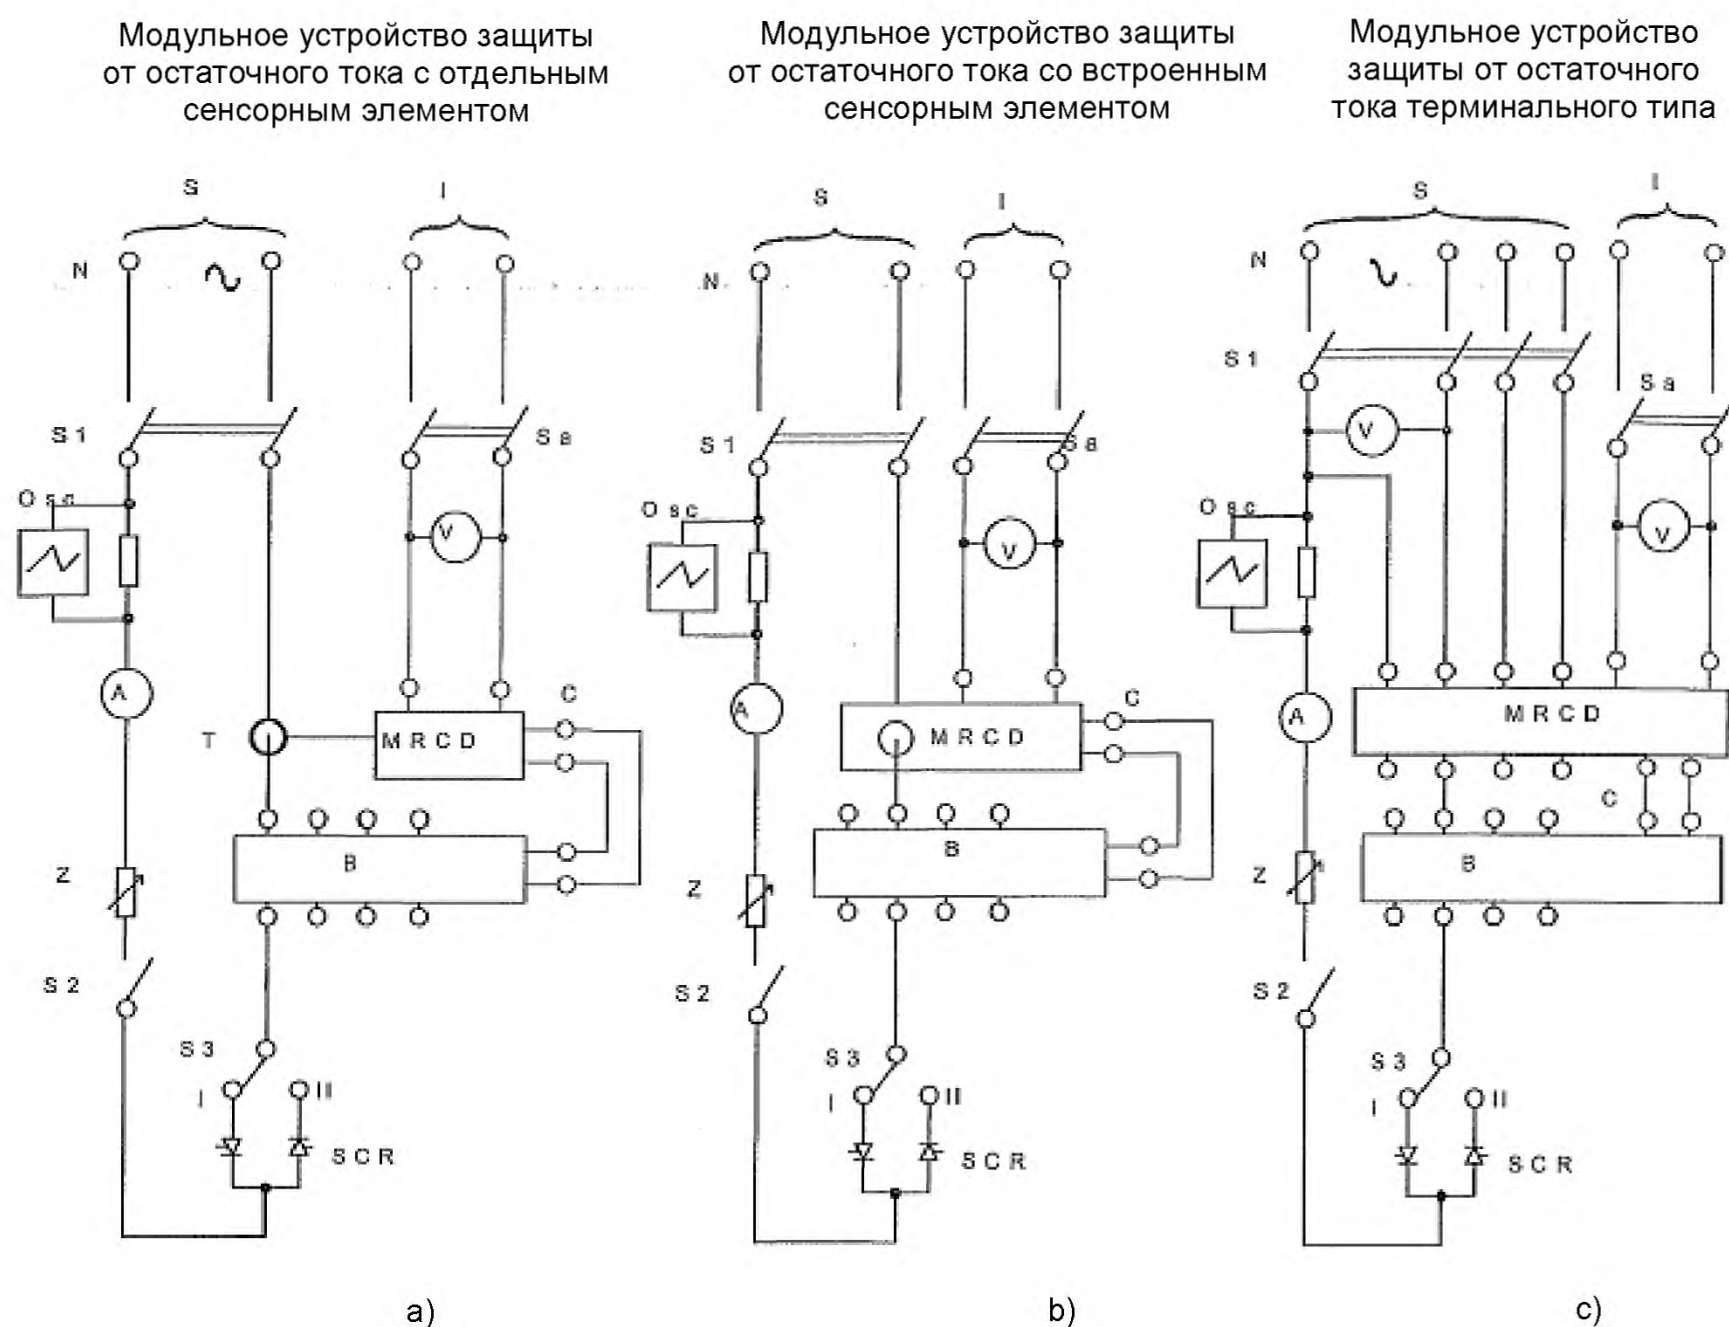 Модульное устройство защиты
от остаточного тока с отдельным
сенсорным элементом
Модульное устройство защиты
от остаточного тока со встроенным
сенсорным элементом
Модульное устройство
защиты от остаточного
тока терминального типа
S
I
N
S1
Sa
Osc
V
A
T
MRCD
C
B
Z
S2
S3
I
II
SCR
a)
S
I
N
S1
Sa
Osc
V
A
MRCD
C
B
Z
S2
S3
I
II
SCR
b)
S
I
N
S1
Sa
V
Osc
V
A
MRCD
C
B
Z
S2
S3
I
II
SCR
c)